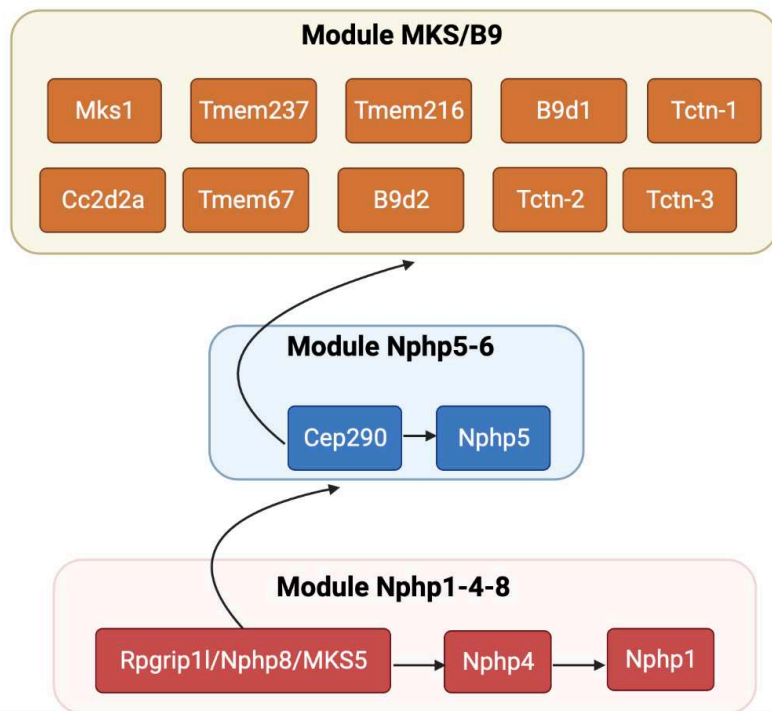 Module MKS/B9
Mks1 Tmem237 Tmem216 B9d1 Tctn-1
Cc2d2a Tmem67 B9d2 Tctn-2 Tctn-3
Module Nphp5-6
Cep290 Nphp5
Module Nphp1-4-8
Rpgrip1l/Nphp8/MKS5 Nphp4 Nphp1